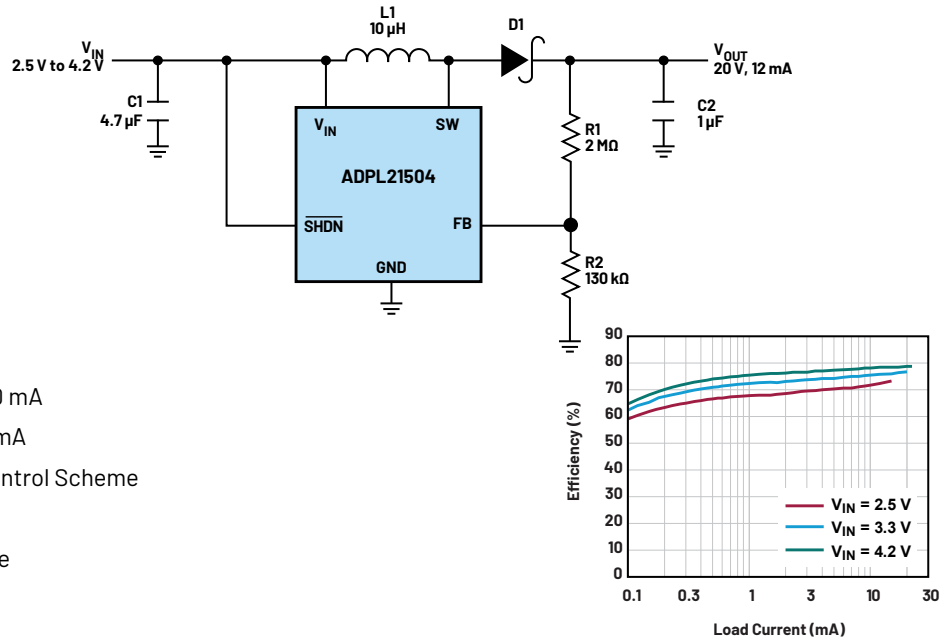 L1
10 µH
D1
V_IN
2.5 V to 4.2 V
V_OUT
20 V, 12 mA
C1
4.7 µF
C2
1 µF
V_IN
SW
R1
2 MΩ
ADPL21504
SHDN
FB
GND
R2
130 kΩ
mA
mA
Control Scheme
90
80
70
60
50
40
30
20
10
0
Efficiency (%)
V_IN = 2.5 V
V_IN = 3.3 V
V_IN = 4.2 V
0.1
0.3
1
3
10
30
Load Current (mA)